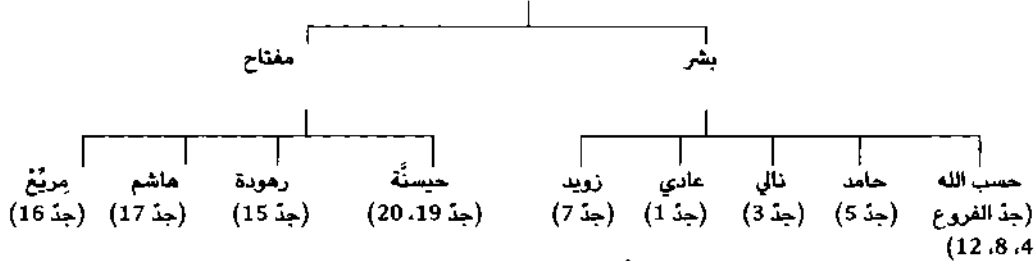 بشر مفتاح
حسب الله حامد نالي عادي زويد حيسنَّة رهودة هاشم مِريِّعْ
(جدّ الفروع (جدّ 5) (جدّ 3) (جدّ 1) (جدّ 7) (جدّ 19، 20) (جدّ 15) (جدّ 17) (جدّ 16)
4، 8، 12)